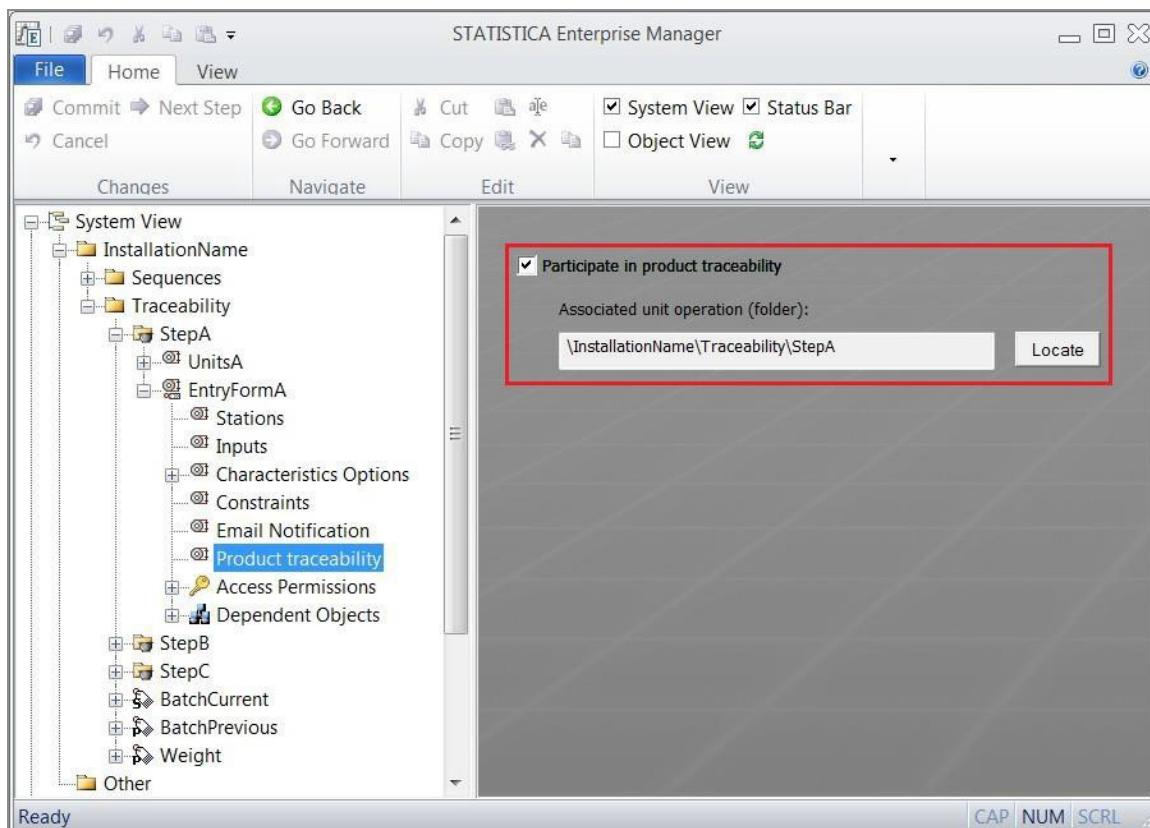 STATISTICA Enterprise Manager
File Home View
Commit Next Step Go Back Cut System View Status Bar
Cancel Go Forward Copy Object View
Changes Navigate Edit View
System View
InstallationName
Sequences
Traceability
StepA
UnitsA
EntryFormA
Stations
Inputs
Characteristics Options
Constraints
Email Notification
Product traceability
Access Permissions
Dependent Objects
StepB
StepC
BatchCurrent
BatchPrevious
Weight
Other
Participate in product traceability
Associated unit operation (folder):
\InstallationName\Traceability\StepA Locate
Ready CAP NUM SCRL